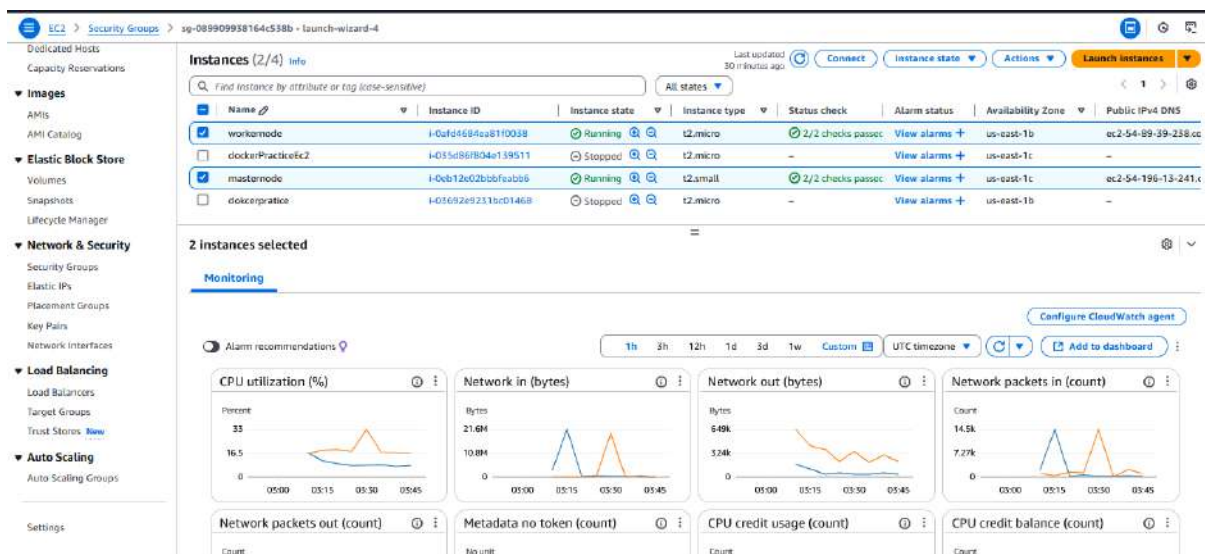 EC2 > Security Groups > sg-089909938164c538b - launch-wizard-4
Dedicated Hosts
Capacity Reservations
Images
AMIs
AMI Catalog
Elastic Block Store
Volumes
Snapshots
Lifecycle Manager
Network & Security
Security Groups
Elastic IPs
Placement Groups
Key Pairs
Network Interfaces
Load Balancing
Load Balancers
Target Groups
Trust Stores New
Auto Scaling
Auto Scaling Groups
Settings
Instances (2/4) Info
Last updated
30 minutes ago
Connect Instance state Actions Launch instances
Find Instance by attribute or tag (case-sensitive)
All states
1
Name Instance ID Instance state Instance type Status check Alarm status Availability Zone Public IPv4 DNS
workernode i-0afd4684ea81f0038 Running t2.micro 2/2 checks passec View alarms + us-east-1b ec2-54-89-39-238.cc
dockerPracticeEc2 i-035d86f804e139511 Stopped t2.micro – View alarms + us-east-1c –
masternode i-0eb12e02bbbfeabb6 Running t2.small 2/2 checks passec View alarms + us-east-1c ec2-54-196-13-241.c
dokcerpratice i-03692e9231bc01468 Stopped t2.micro – View alarms + us-east-1b –
2 instances selected
Monitoring
Configure CloudWatch agent
Alarm recommendations
1h 3h 12h 1d 3d 1w Custom UTC timezone Add to dashboard
CPU utilization (%)
Percent
33
16.5
0
03:00 03:15 03:30 03:45
Network in (bytes)
Bytes
21.6M
10.8M
0
03:00 03:15 03:30 03:45
Network out (bytes)
Bytes
649k
324k
0
03:00 03:15 03:30 03:45
Network packets in (count)
Count
14.5k
7.27k
0
03:00 03:15 03:30 03:45
Network packets out (count)
Count
Metadata no token (count)
No unit
CPU credit usage (count)
Count
CPU credit balance (count)
Count